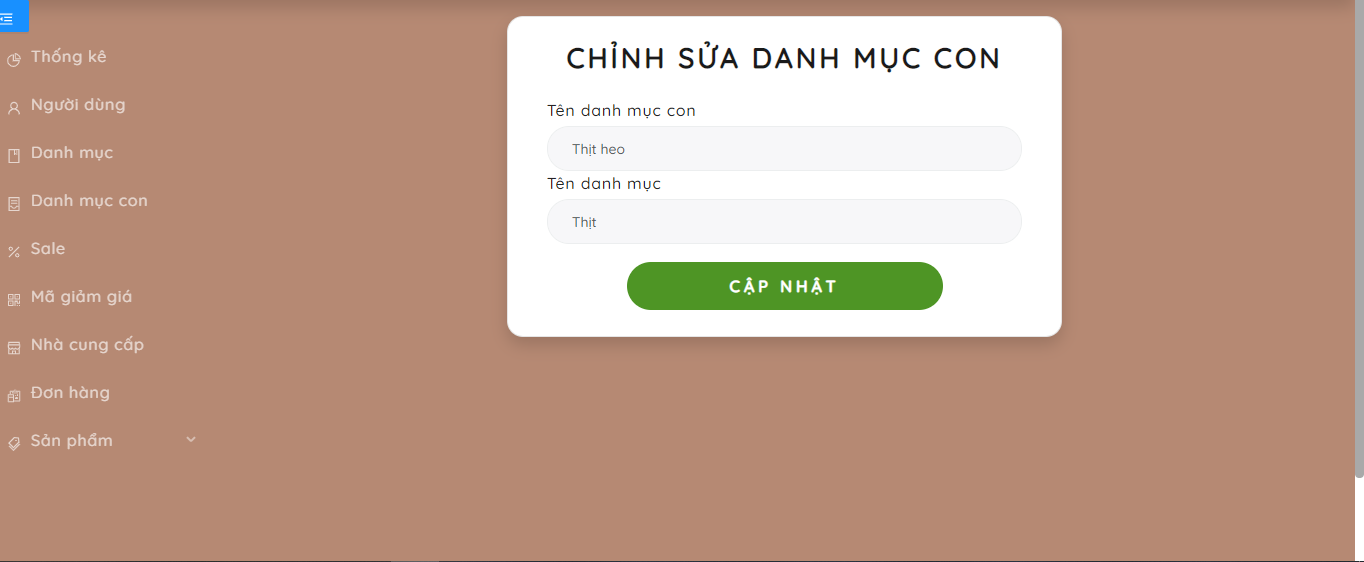 Thống kê
Người dùng
Danh mục
Danh mục con
Sale
Mã giảm giá
Nhà cung cấp
Đơn hàng
Sản phẩm
CHỈNH SỬA DANH MỤC CON
Tên danh mục con
Thịt heo
Tên danh mục
Thịt
CẬP NHẬT